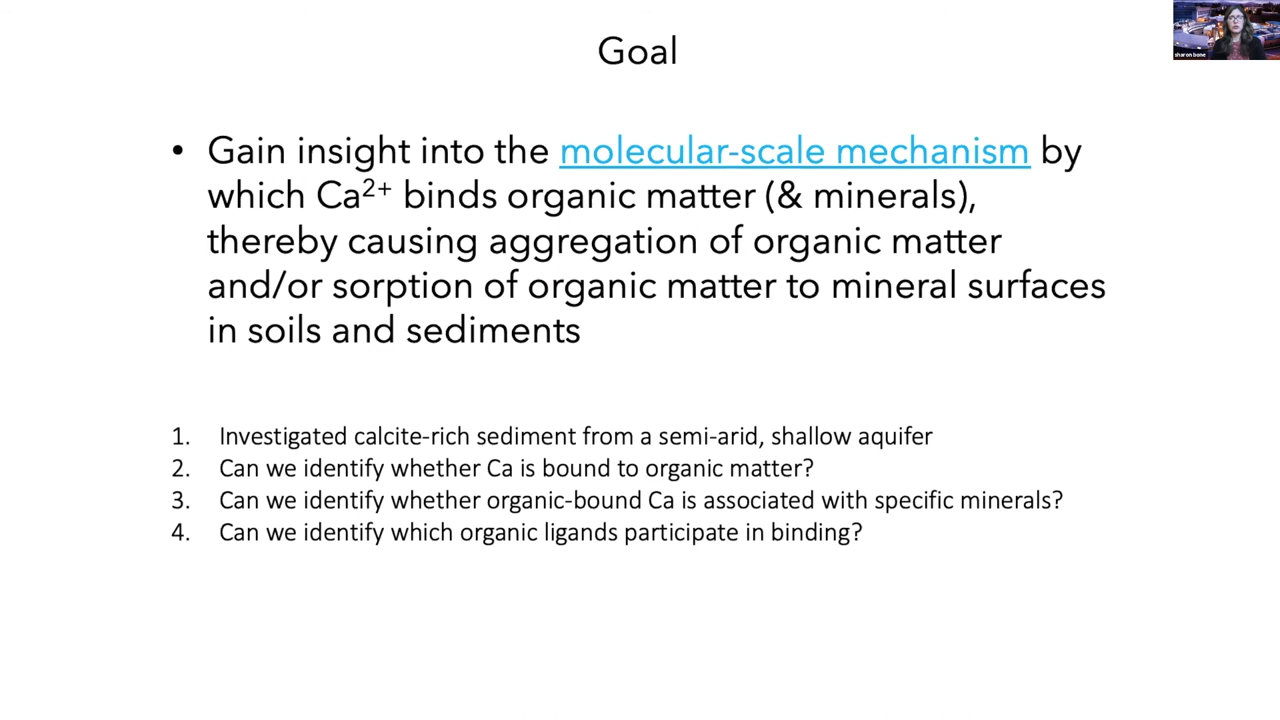 Goal
sharon bone
• Gain insight into the molecular-scale mechanism by
which Ca²⁺ binds organic matter (& minerals),
thereby causing aggregation of organic matter
and/or sorption of organic matter to mineral surfaces
in soils and sediments
1. Investigated calcite-rich sediment from a semi-arid, shallow aquifer
2. Can we identify whether Ca is bound to organic matter?
3. Can we identify whether organic-bound Ca is associated with specific minerals?
4. Can we identify which organic ligands participate in binding?